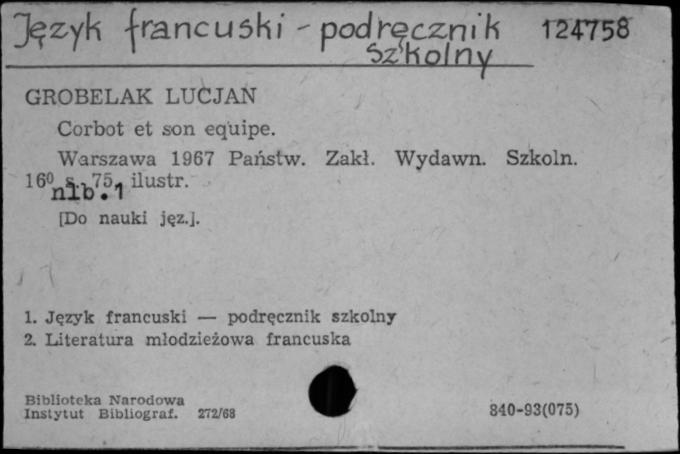 Język francuski - podręcznik 124758
szkolny
GROBELAK LUCJAN
Corbot et son equipe.
Warszawa 1967 Państw. Zakł. Wydawn. Szkoln.
16⁰ s. 75, ilustr.
nlb.1
[Do nauki jęz.].
1. Język francuski — podręcznik szkolny
2. Literatura młodzieżowa francuska
Biblioteka Narodowa
Instytut Bibliograf. 272/68 840-93(075)